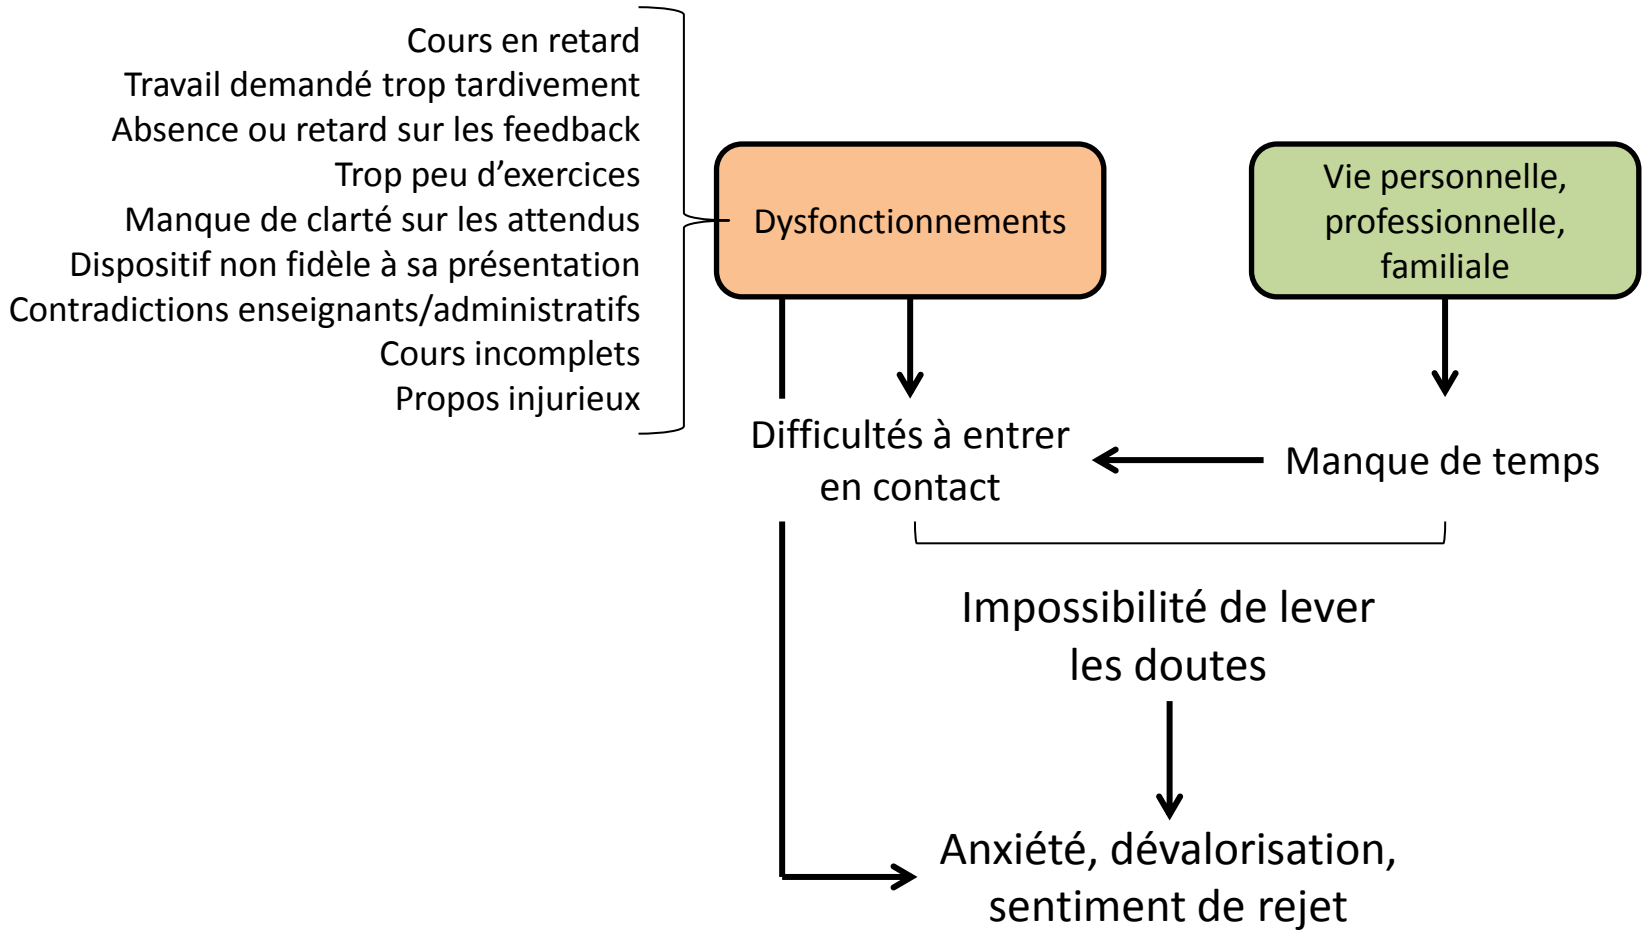 Cours en retard
Travail demandé trop tardivement
Absence ou retard sur les feedback
Trop peu d’exercices
Manque de clarté sur les attendus
Dispositif non fidèle à sa présentation
Contradictions enseignants/administratifs
Cours incomplets
Propos injurieux
Dysfonctionnements
Vie personnelle,
professionnelle,
familiale
Difficultés à entrer
en contact
Manque de temps
Impossibilité de lever
les doutes
Anxiété, dévalorisation,
sentiment de rejet